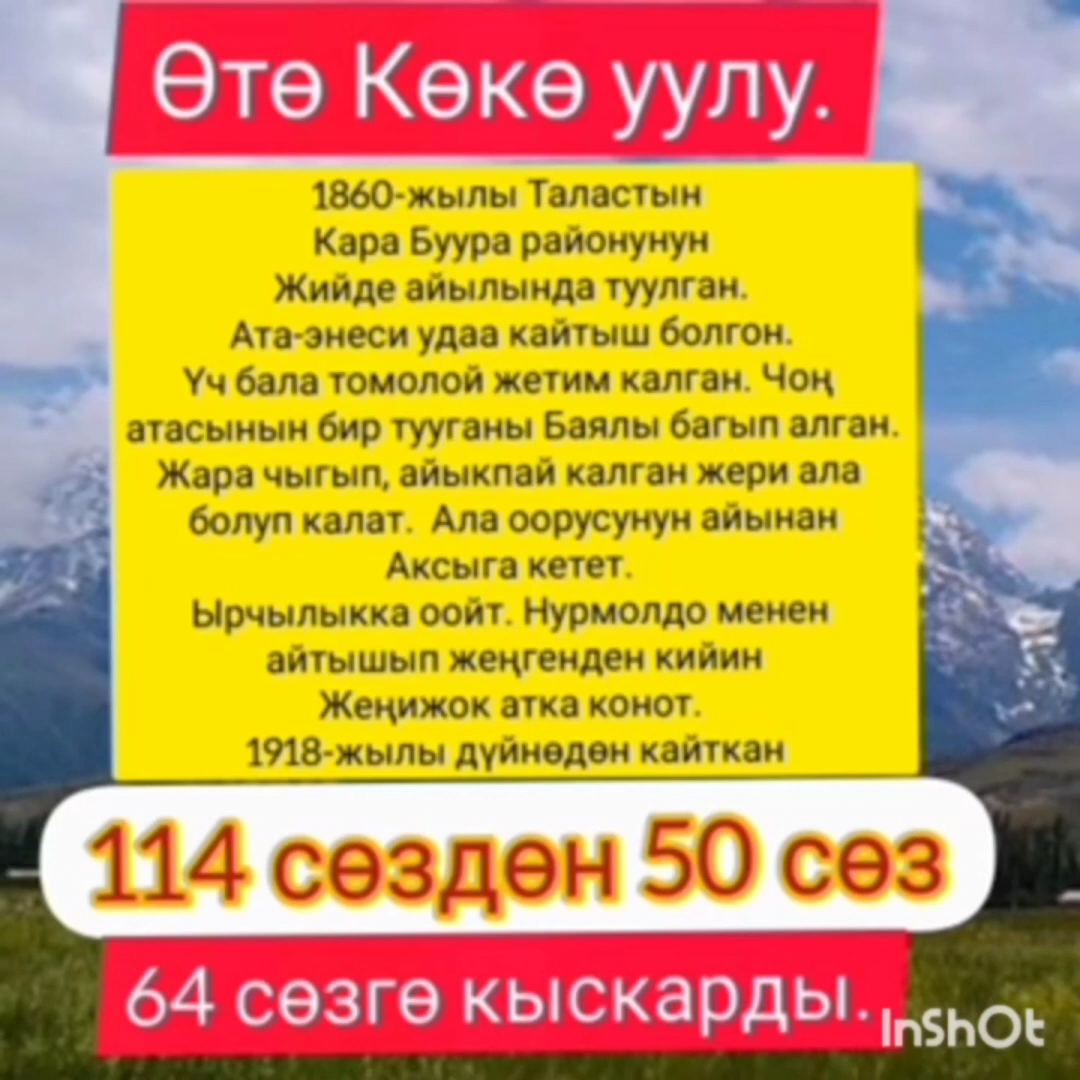 Өтө Көкө уулу.
1860-жылы Таластын
Кара Буура районунун
Жийде айылында туулган.
Ата-энеси удаа кайтыш болгон.
Үч бала томолой жетим калган. Чоң
атасынын бир тууганы Баялы багып алган.
Жара чыгып, айыкпай калган жери ала
болуп калат. Ала оорусунун айынан
Аксыга кетет.
Ырчылыкка оойт. Нурмолдо менен
айтышып жеңгенден кийин
Жеңижок атка конот.
1918-жылы дүйнөдөн кайткан
114 сөздөн 50 сөз
64 сөзгө кыскарды.
InShOt